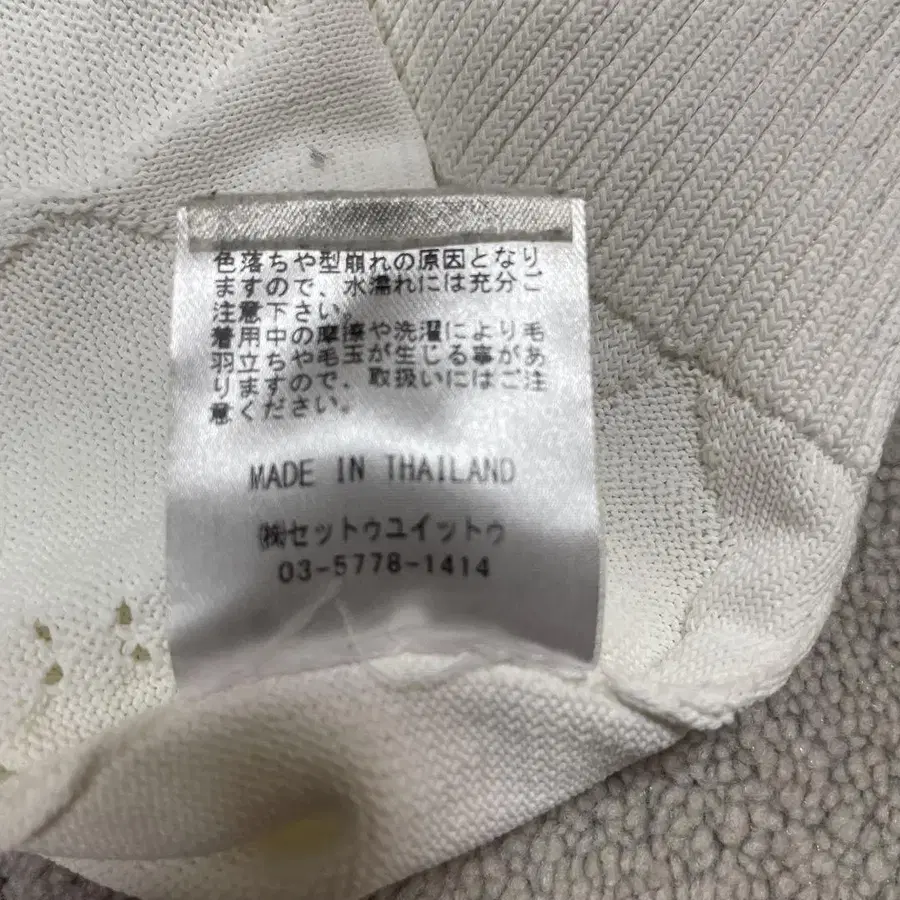 色落ちや型崩れの原因となり
ますので、水濡れには充分ご
注意下さい。
着用中の摩擦や洗濯により毛
羽立ちや毛玉が生じる事があ
りますので、取扱いにはご注
意ください。
MADE IN THAILAND
㈱セットゥユイットゥ
03-5778-1414